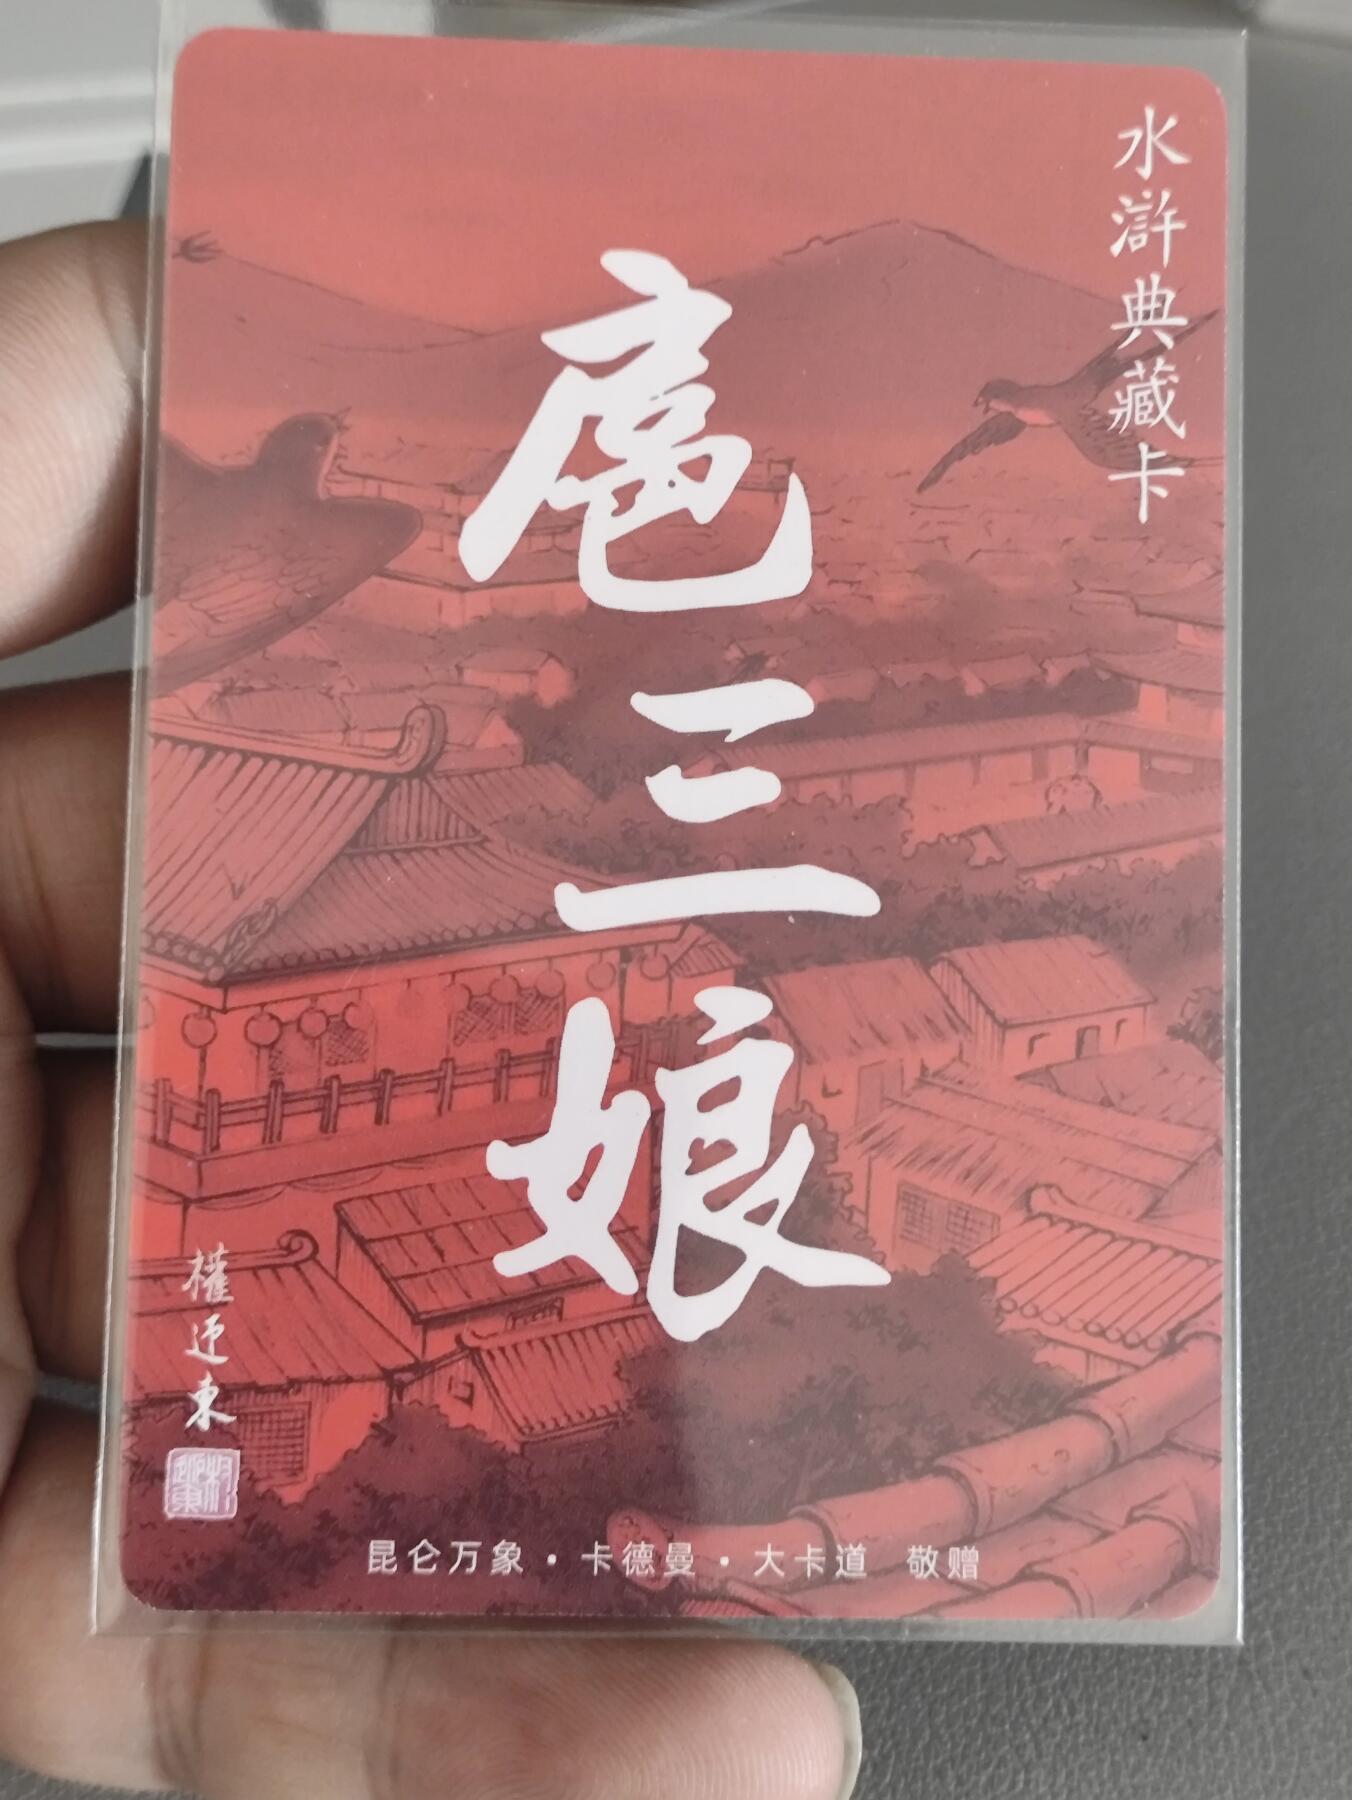 水滸典藏卡
扈三娘
權迎東
昆仑万象·卡德曼·大卡道 敬赠